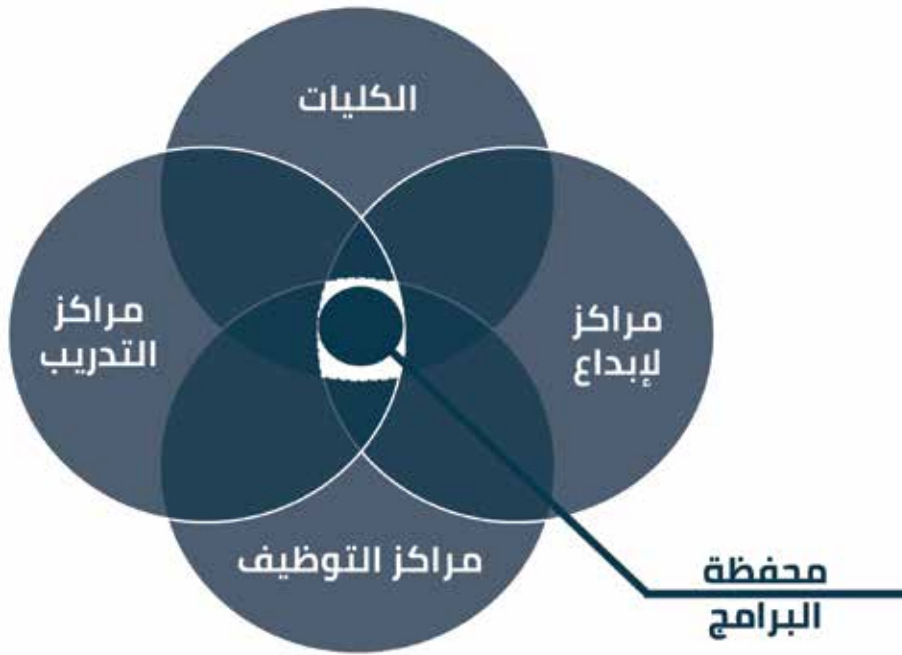 الكليات
مراكز
لإبداع
مراكز
التدريب
مراكز التوظيف
محفظة
البرامج